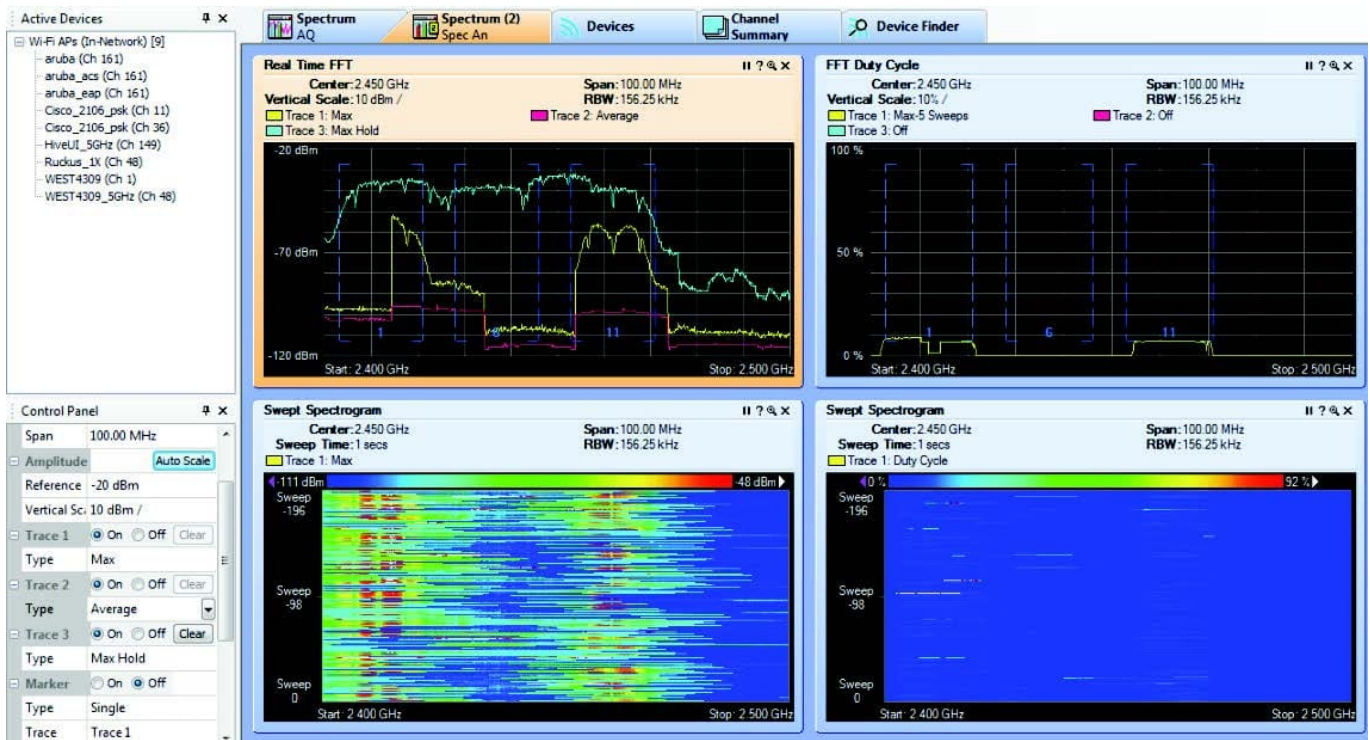 Active Devices
Wi-Fi APs (In-Network) [9]
aruba (Ch 161)
aruba_acs (Ch 161)
aruba_eap (Ch 161)
Cisco_2106_psk (Ch 11)
Cisco_2106_psk (Ch 36)
HiveUI_5GHz (Ch 149)
Ruckus_1X (Ch 48)
WEST4309 (Ch 1)
WEST4309_5GHz (Ch 48)
Control Panel
Span 100.00 MHz
Amplitude Auto Scale
Reference -20 dBm
Vertical Sc 10 dBm /
Trace 1 On Off Clear
Type Max
Trace 2 On Off Clear
Type Average
Trace 3 On Off Clear
Type Max Hold
Marker On Off
Type Single
Trace Trace 1
Spectrum
AQ
Spectrum (2)
Spec An
Devices
Channel
Summary
Device Finder
Real Time FFT
Center: 2.450 GHz Span: 100.00 MHz
Vertical Scale: 10 dBm / RBW: 156.25 kHz
Trace 1: Max Trace 2: Average
Trace 3: Max Hold
-20 dBm
-70 dBm
1 11
-120 dBm
Start: 2.400 GHz Stop: 2.500 GHz
FFT Duty Cycle
Center: 2.450 GHz Span: 100.00 MHz
Vertical Scale: 10% / RBW: 156.25 kHz
Trace 1: Max-5 Sweeps Trace 2: Off
Trace 3: Off
100 %
50 %
1 6 11
0 %
Start: 2.400 GHz Stop: 2.500 GHz
Swept Spectrogram
Center: 2.450 GHz Span: 100.00 MHz
Sweep Time: 1 secs RBW: 156.25 kHz
Trace 1: Max
-111 dBm -48 dBm
Sweep
-196
Sweep
-98
Sweep
0
Start: 2.400 GHz Stop: 2.500 GHz
Swept Spectrogram
Center: 2.450 GHz Span: 100.00 MHz
Sweep Time: 1 secs RBW: 156.25 kHz
Trace 1: Duty Cycle
0 % 92 %
Sweep
-196
Sweep
-98
Sweep
0
Start: 2.400 GHz Stop: 2.500 GHz